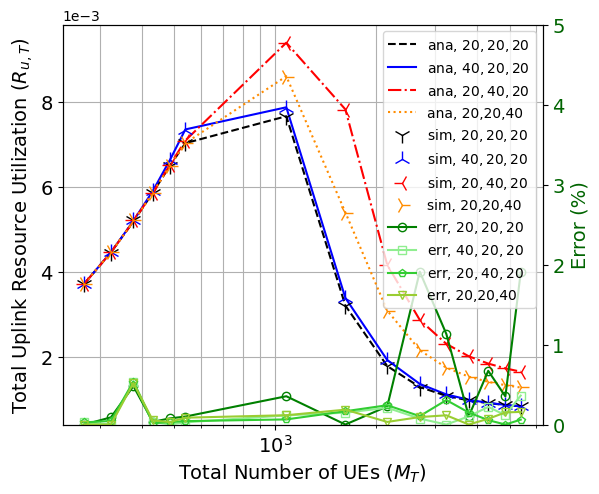 1e−3
5
4
3
2
1
0
Error (%)
8
6
4
2
Total Uplink Resource Utilization (R_{u,T})
ana, 20, 20, 20
ana, 40, 20, 20
ana, 20, 40, 20
ana, 20,20,40
sim, 20, 20, 20
sim, 40, 20, 20
sim, 20, 40, 20
sim, 20,20,40
err, 20, 20, 20
err, 40, 20, 20
err, 20, 40, 20
err, 20,20,40
10³
Total Number of UEs (M_T)